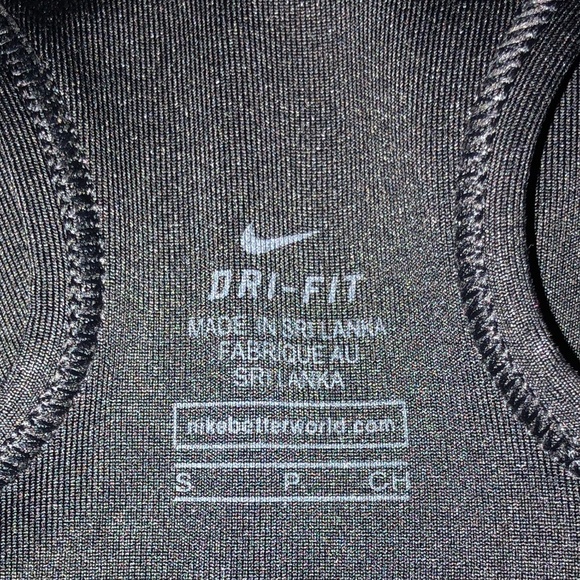 DRI-FIT
MADE IN SRI LANKA
FABRIQUE AU
SRI LANKA
nikebetterworld.com
S P CH